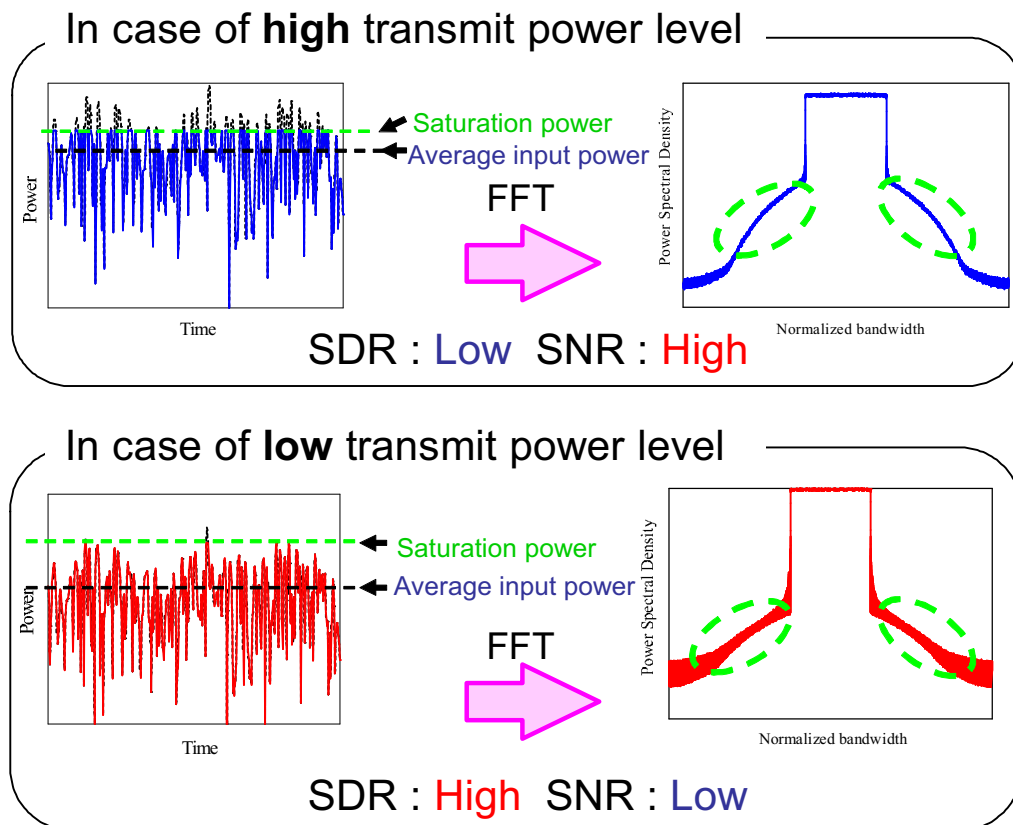 In case of high transmit power level
Saturation power
Average input power
Power
Time
FFT
Power Spectral Density
Normalized bandwidth
SDR : Low SNR : High
In case of low transmit power level
Saturation power
Average input power
Power
Time
FFT
Power Spectral Density
Normalized bandwidth
SDR : High SNR : Low